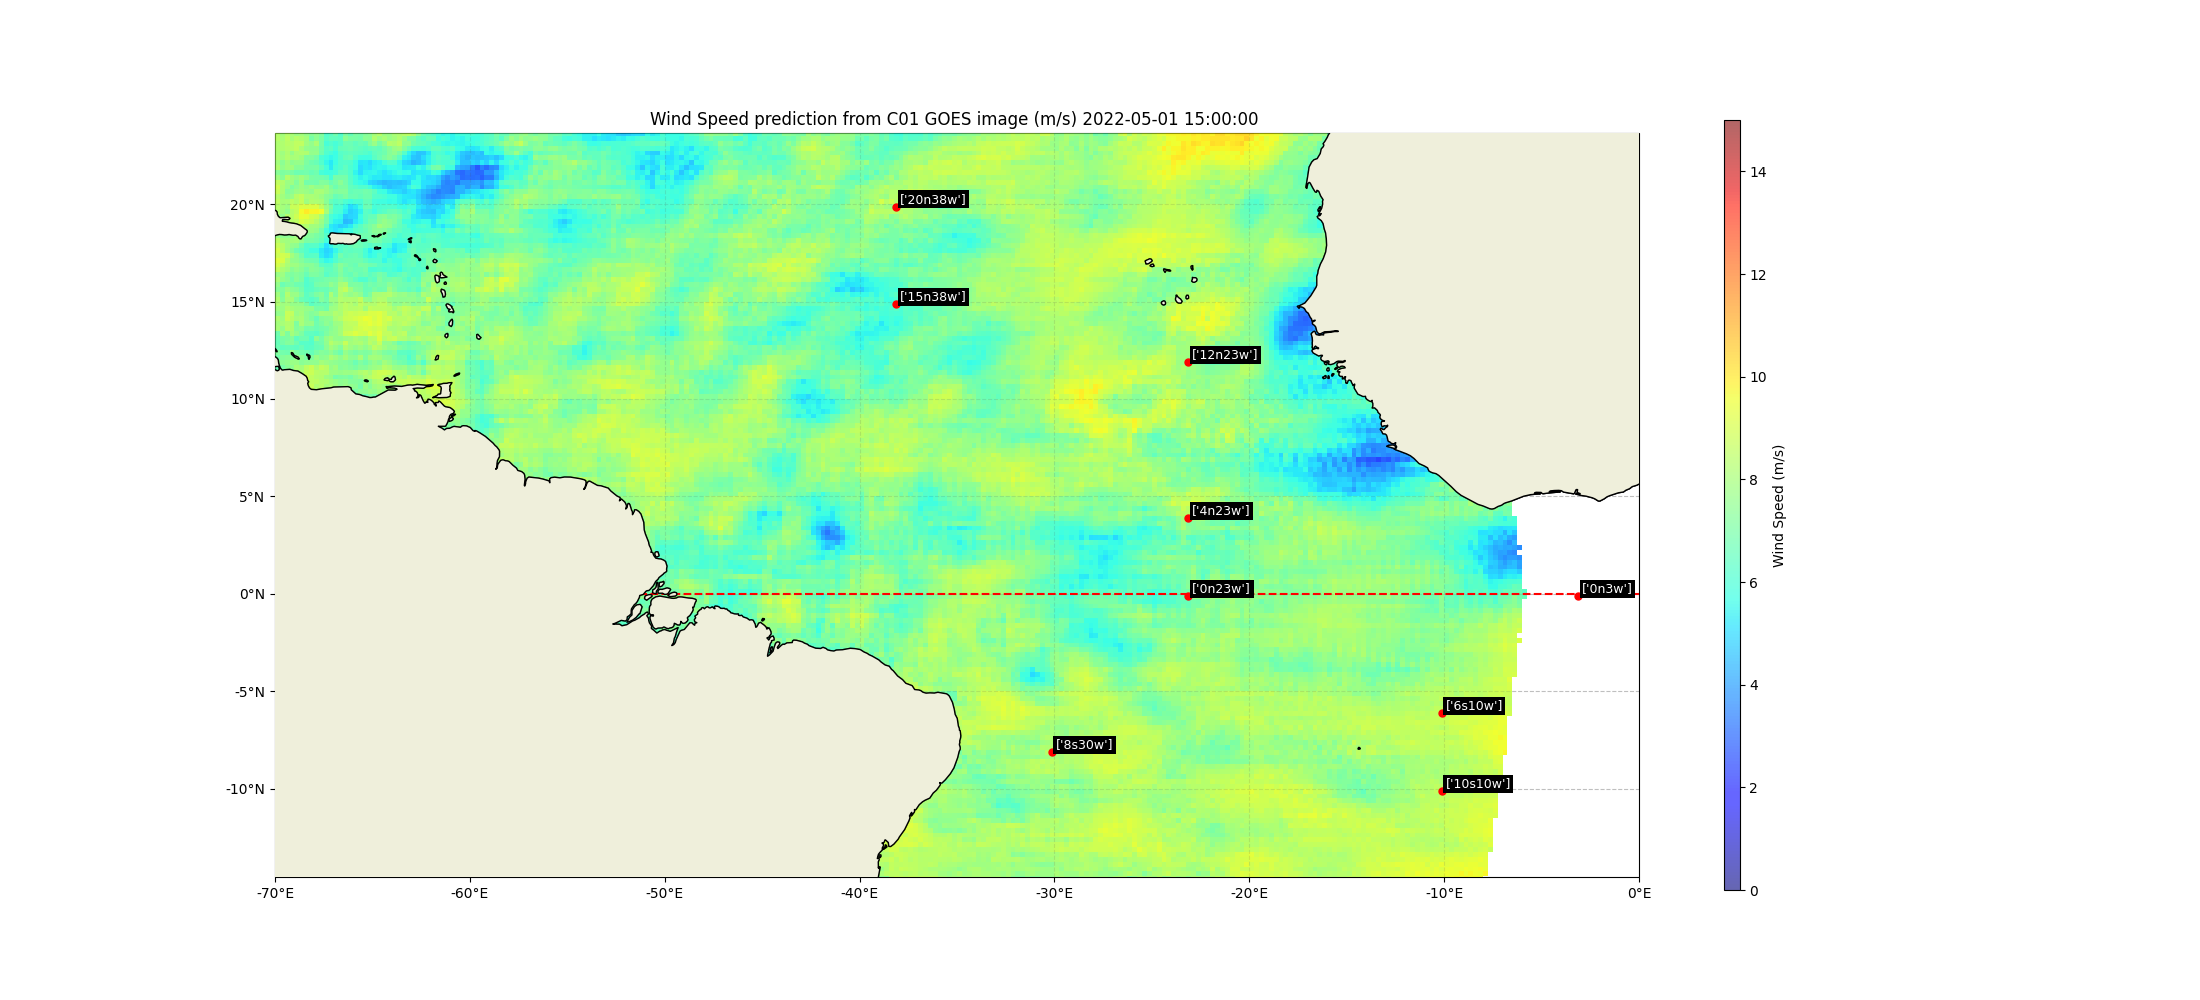 Wind Speed prediction from C01 GOES image (m/s) 2022-05-01 15:00:00
20°N
15°N
10°N
5°N
0°N
-5°N
-10°N
['20n38w']
['15n38w']
['12n23w']
['4n23w']
['0n23w']
['0n3w']
['6s10w']
['8s30w']
['10s10w']
-70°E
-60°E
-50°E
-40°E
-30°E
-20°E
-10°E
0°E
14
12
10
8
6
4
2
0
Wind Speed (m/s)